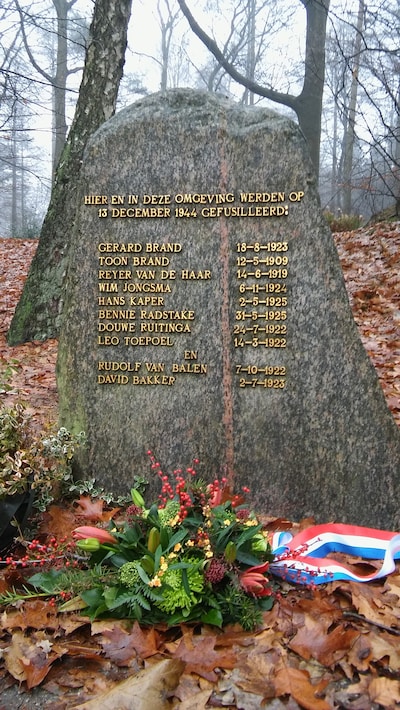 HIER EN IN DEZE OMGEVING WERDEN OP
13 DECEMBER 1944 GEFUSILLEERD:
GERARD BRAND 18-8-1923
TOON BRAND 12-5-1909
REYER VAN DE HAAR 14-6-1919
WIM JONGSMA 6-11-1924
HANS KAPER 2-5-1925
BENNIE RADSTAKE 31-5-1925
DOUWE RUITINGA 24-7-1922
LEO TOEPOEL 14-3-1922
EN
RUDOLF VAN BALEN 7-10-1922
DAVID BAKKER 2-7-1923